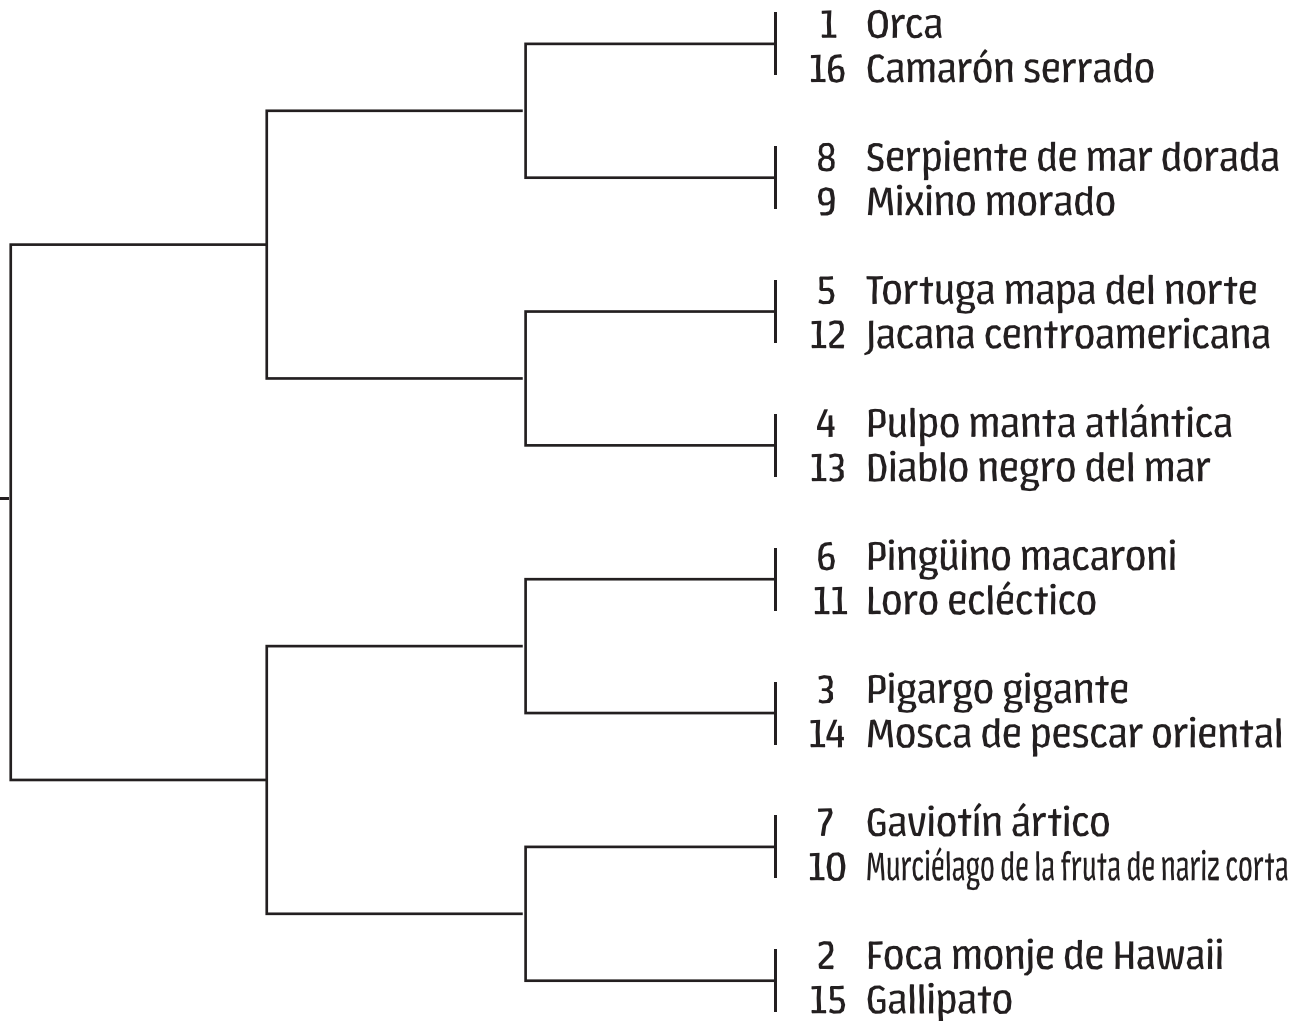 1 Orca
16 Camarón serrado
8 Serpiente de mar dorada
9 Mixino morado
5 Tortuga mapa del norte
12 Jacana centroamericana
4 Pulpo manta atlántica
13 Diablo negro del mar
6 Pingüino macaroni
11 Loro ecléctico
3 Pigargo gigante
14 Mosca de pescar oriental
7 Gaviotín ártico
10 Murciélago de la fruta de nariz corta
2 Foca monje de Hawaii
15 Gallipato